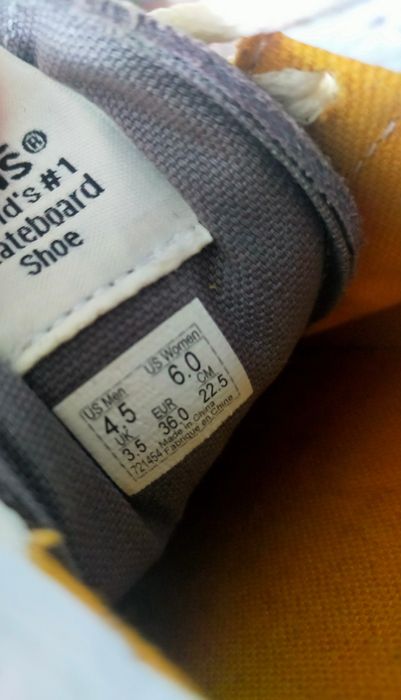 s®
ld's #1
ateboard
Shoe
US Men US Women
4.5 6.0
UK EUR CM
3.5 36.0 22.5
721454 Made in China
Fabriqué en Chine